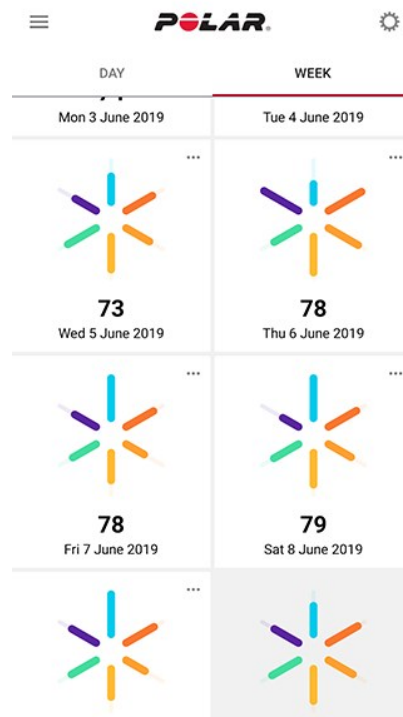 POLAR.
DAY WEEK
Mon 3 June 2019 Tue 4 June 2019
73 78
Wed 5 June 2019 Thu 6 June 2019
78 79
Fri 7 June 2019 Sat 8 June 2019